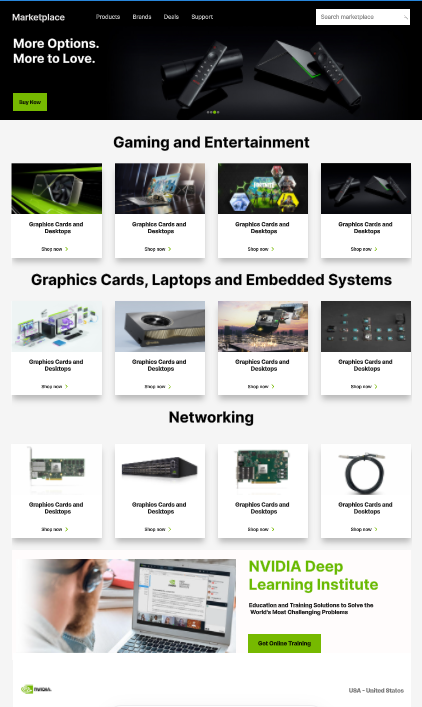 Marketplace
Products
Brands
Deals
Support
Search marketplace
More Options.
More to Love.
Buy Now
Gaming and Entertainment
Graphics Cards and
Desktops
Shop now
Graphics Cards and
Desktops
Shop now
FORTNITE
Graphics Cards and
Desktops
Shop now
Graphics Cards and
Desktops
Shop now
Graphics Cards, Laptops and Embedded Systems
Graphics Cards and
Desktops
Shop now
Graphics Cards and
Desktops
Shop now
Graphics Cards and
Desktops
Shop now
Graphics Cards and
Desktops
Shop now
Networking
Graphics Cards and
Desktops
Shop now
Graphics Cards and
Desktops
Shop now
Graphics Cards and
Desktops
Shop now
Graphics Cards and
Desktops
Shop now
NVIDIA Deep
Learning Institute
Education and Training Solutions to Solve the
World's Most Challenging Problems
Get Online Training
NVIDIA.
USA - United States